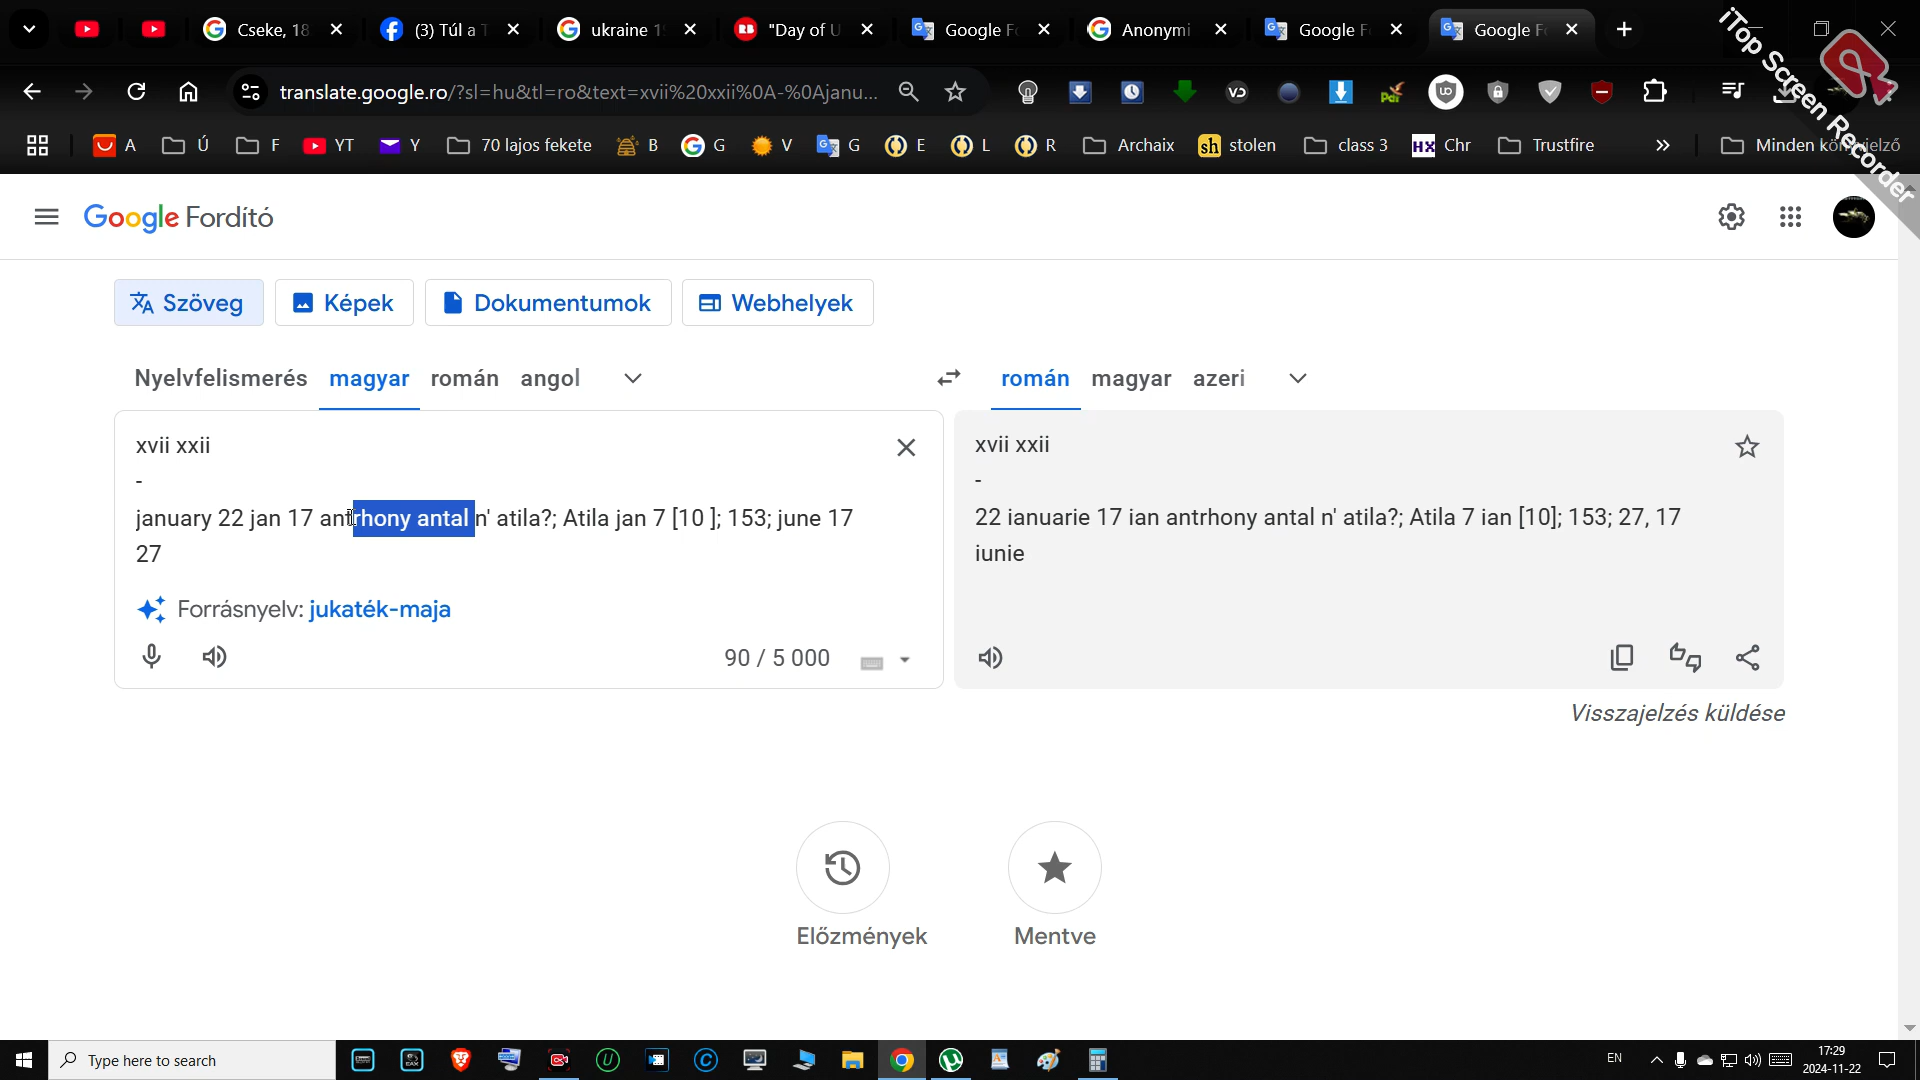 Cseke, 18
(3) Túl a T
ukraine 1
"Day of U
Google Fo
Anonymi
Google F
Google F
iTop Screen Recorder
translate.google.ro/?sl=hu&tl=ro&text=xvii%20xxii%0A-%0Ajanu...
A Ú F YT Y 70 lajos fekete B G V G E L R Archaix sh stolen class 3 HX Chr Trustfire » Minden könyvjelző
Google Fordító
Szöveg Képek Dokumentumok Webhelyek
Nyelvfelismerés magyar román angol
román magyar azeri
xvii xxii
-
january 22 jan 17 antrhony antal n' atila?; Atila jan 7 [10 ]; 153; june 17
27
Forrásnyelv: jukaték-maja
90 / 5 000
xvii xxii
-
22 ianuarie 17 ian antrhony antal n' atila?; Atila 7 ian [10]; 153; 27, 17
iunie
Visszajelzés küldése
Előzmények
Mentve
Type here to search
EN
17:29
2024-11-22